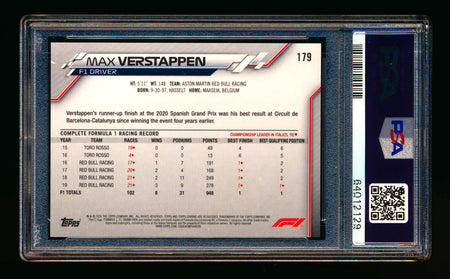 MAX VERSTAPPEN
179
F1 DRIVER
HT: 5'11" WT: 148 TEAM: ASTON MARTIN RED BULL RACING
BORN: 9-30-97, HASSELT HOME: MAASEIK, BELGIUM
Verstappen's runner-up finish at the 2020 Spanish Grand Prix was his best result at Circuit de
Barcelona-Catalunya since winning the event four years earlier.
COMPLETE FORMULA 1 RACING RECORD
YEAR TEAM RACES WINS PODIUMS POINTS BEST FINISH BEST QUALIFYING POSITION
15 TORO ROSSO 19 0 0 49 4 6
16 TORO ROSSO 4 0 0 13 6 5
16 RED BULL RACING 17 1 7 191 1 2
17 RED BULL RACING 20 2 4 168 1 2
18 RED BULL RACING 21 2 11 249 1 2
19 RED BULL RACING 21 3 9 278 1 1
F1 TOTALS 102 8 31 948 1 1
Topps
F1
PSA
64012129